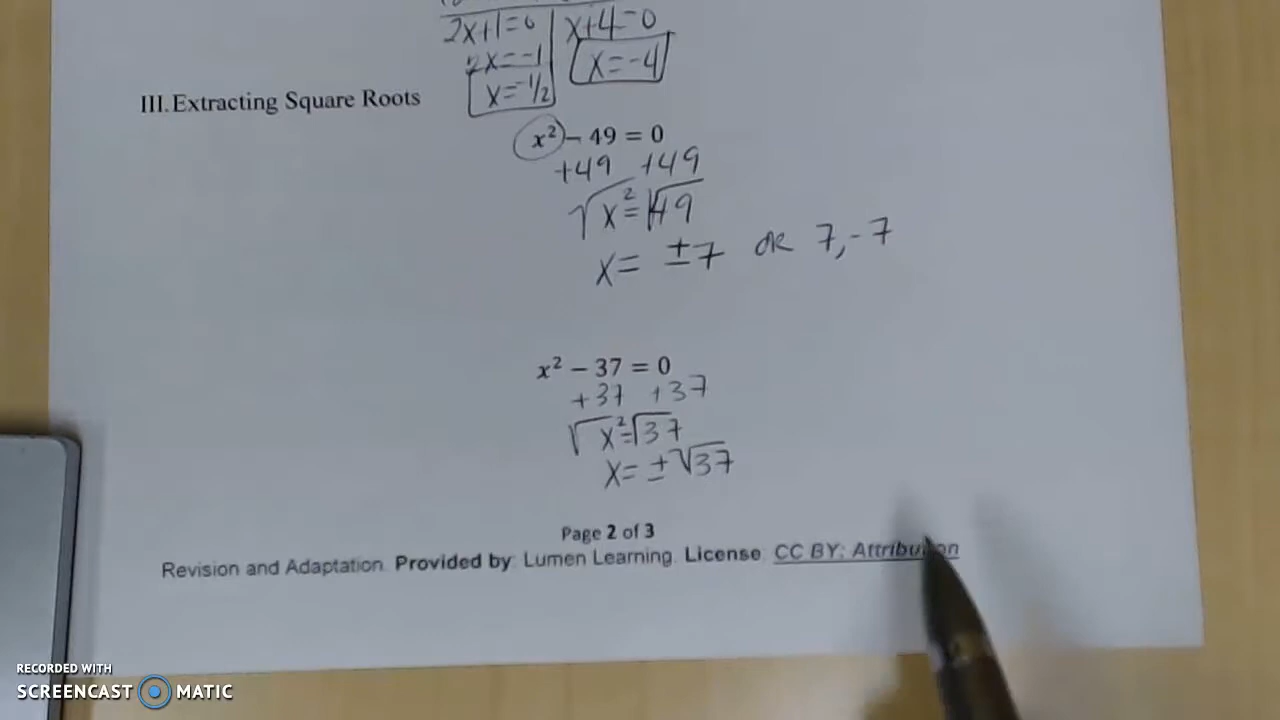 2x+1=0 | x+4=0
2x=-1
x=-1/2
x=-4
III. Extracting Square Roots
x² − 49 = 0
+49 +49
√x² = √49
x = ±7 or 7, -7
x² − 37 = 0
+37 +37
√x² = √37
x = ±√37
Page 2 of 3
Revision and Adaptation. Provided by: Lumen Learning. License: CC BY: Attribution
RECORDED WITH
SCREENCAST MATIC